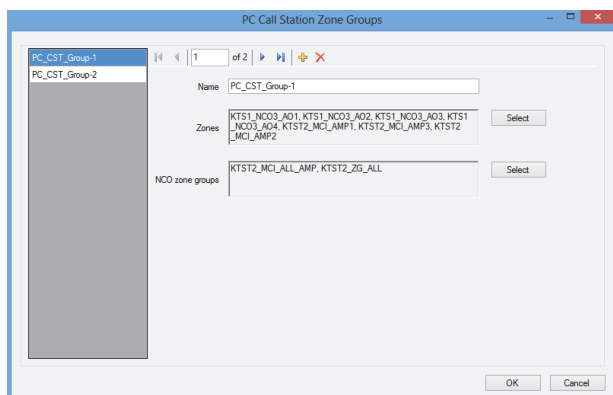 PC Call Station Zone Groups
PC_CST_Group-1
PC_CST_Group-2
1 of 2
Name PC_CST_Group-1
Zones KTS1_NCO3_AO1, KTS1_NCO3_AO2, KTS1_NCO3_AO3, KTS1
_NCO3_AO4, KTST2_MCI_AMP1, KTST2_MCI_AMP3, KTST2
_MCI_AMP2
Select
NCO zone groups KTST2_MCI_ALL_AMP, KTST2_ZG_ALL
Select
OK Cancel